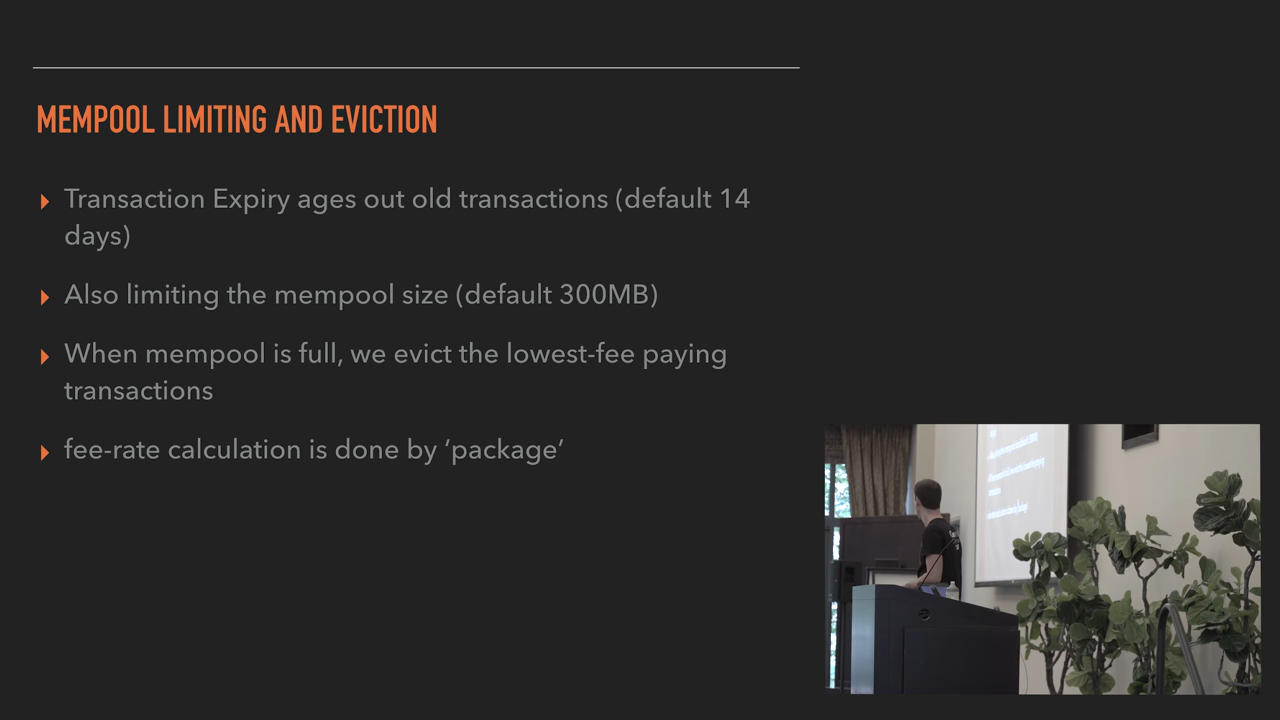 MEMPOOL LIMITING AND EVICTION
▸ Transaction Expiry ages out old transactions (default 14
days)
▸ Also limiting the mempool size (default 300MB)
▸ When mempool is full, we evict the lowest-fee paying
transactions
▸ fee-rate calculation is done by ‘package’